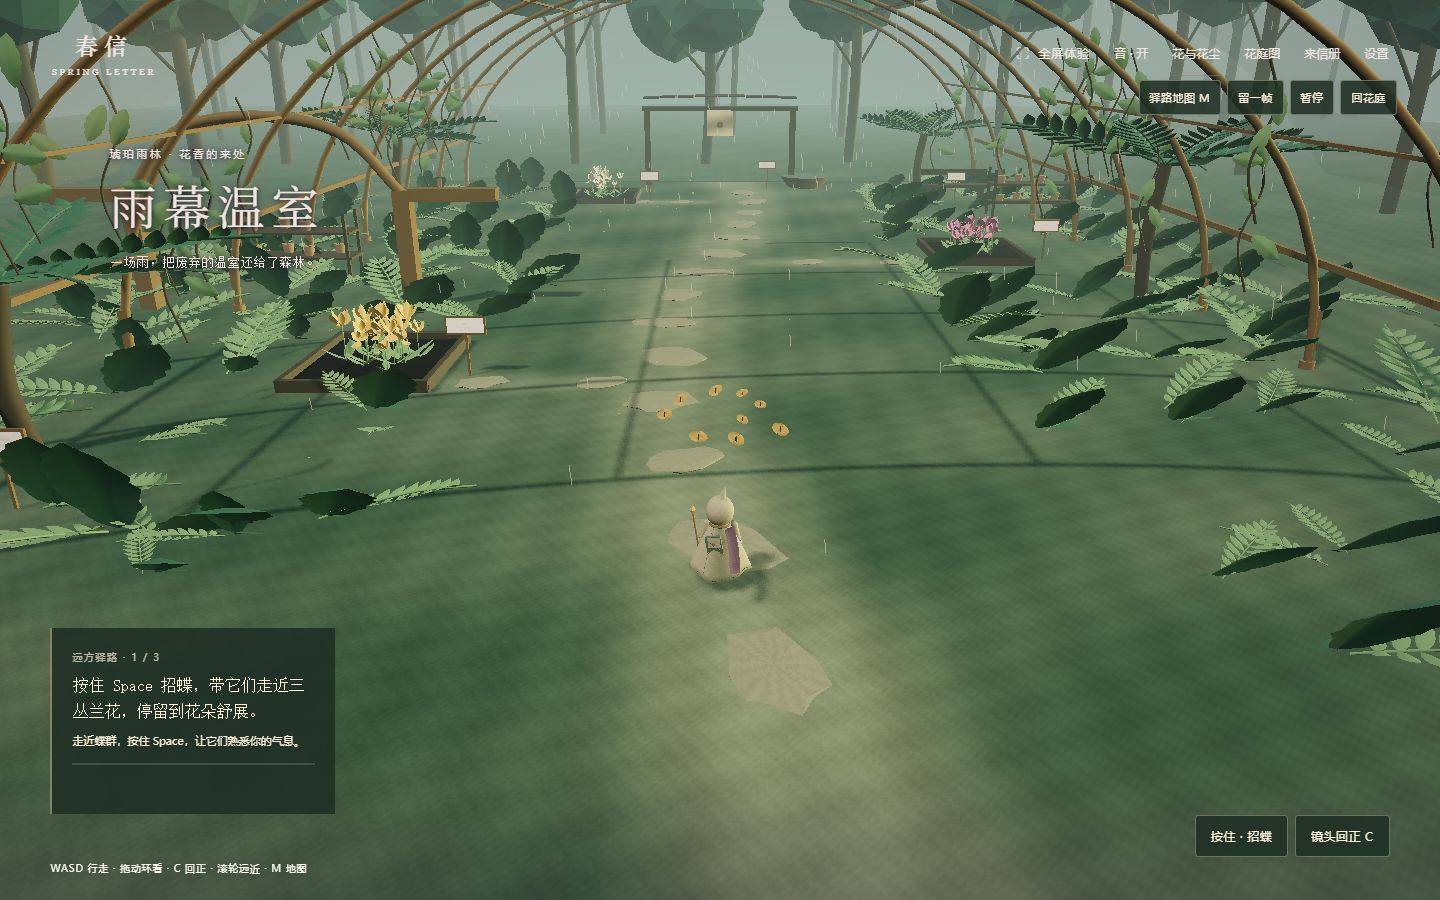 春信
SPRING LETTER
全屏体验 音·开 花与花尘 花庭图 来信册 设置
驿路地图 M 留一帧 暂停 回花庭
琥珀雨林 · 花香的来处
雨幕温室
一场雨，把废弃的温室还给了森林。
远方驿路 · 1 / 3
按住 Space 招蝶，带它们走近三
丛兰花，停留到花朵舒展。
走近蝶群，按住 Space，让它们熟悉你的气息。
按住 · 招蝶 镜头回正 C
WASD 行走 · 拖动环看 · C 回正 · 滚轮远近 · M 地图